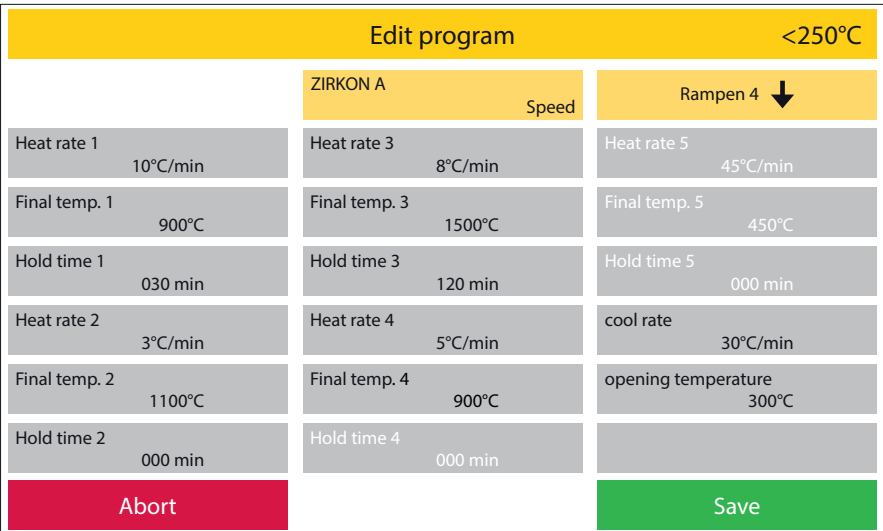 Edit program
<250°C
ZIRKON A
Speed
Rampen 4
Heat rate 1
10°C/min
Final temp. 1
900°C
Hold time 1
030 min
Heat rate 2
3°C/min
Final temp. 2
1100°C
Hold time 2
000 min
Heat rate 3
8°C/min
Final temp. 3
1500°C
Hold time 3
120 min
Heat rate 4
5°C/min
Final temp. 4
900°C
Hold time 4
000 min
Heat rate 5
45°C/min
Final temp. 5
450°C
Hold time 5
000 min
cool rate
30°C/min
opening temperature
300°C
Abort
Save